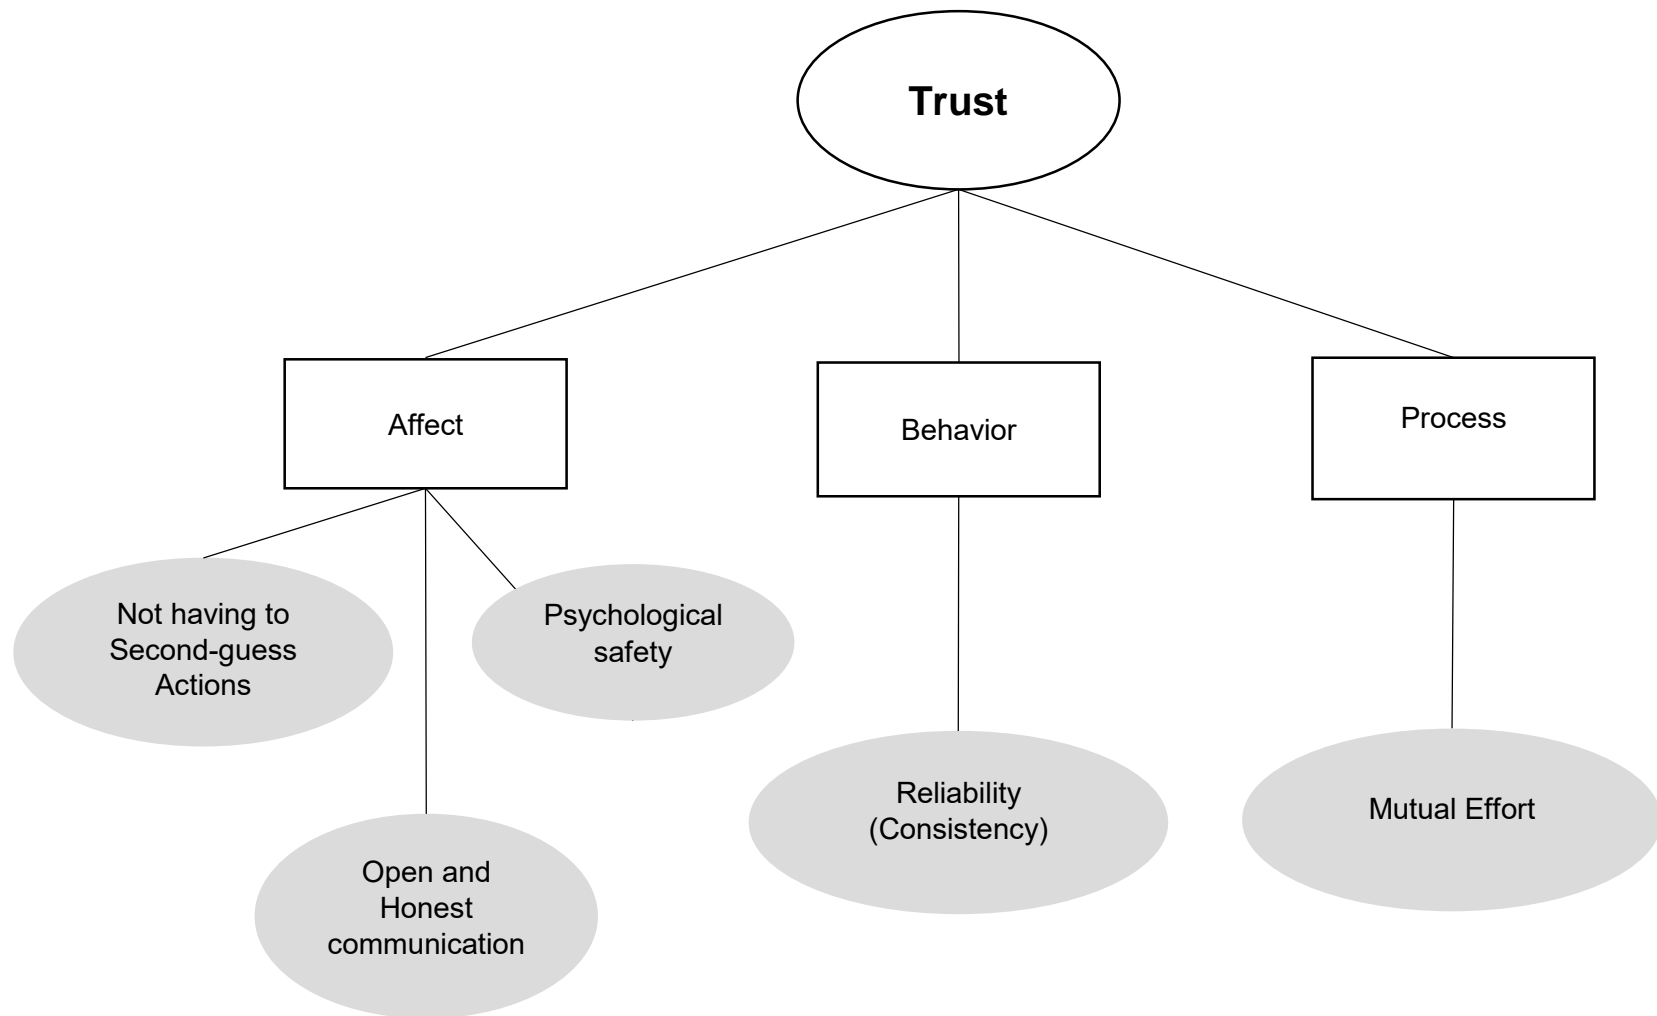 Trust
Affect
Behavior
Process
Not having to
Second-guess
Actions
Psychological
safety
Open and
Honest
communication
Reliability
(Consistency)
Mutual Effort